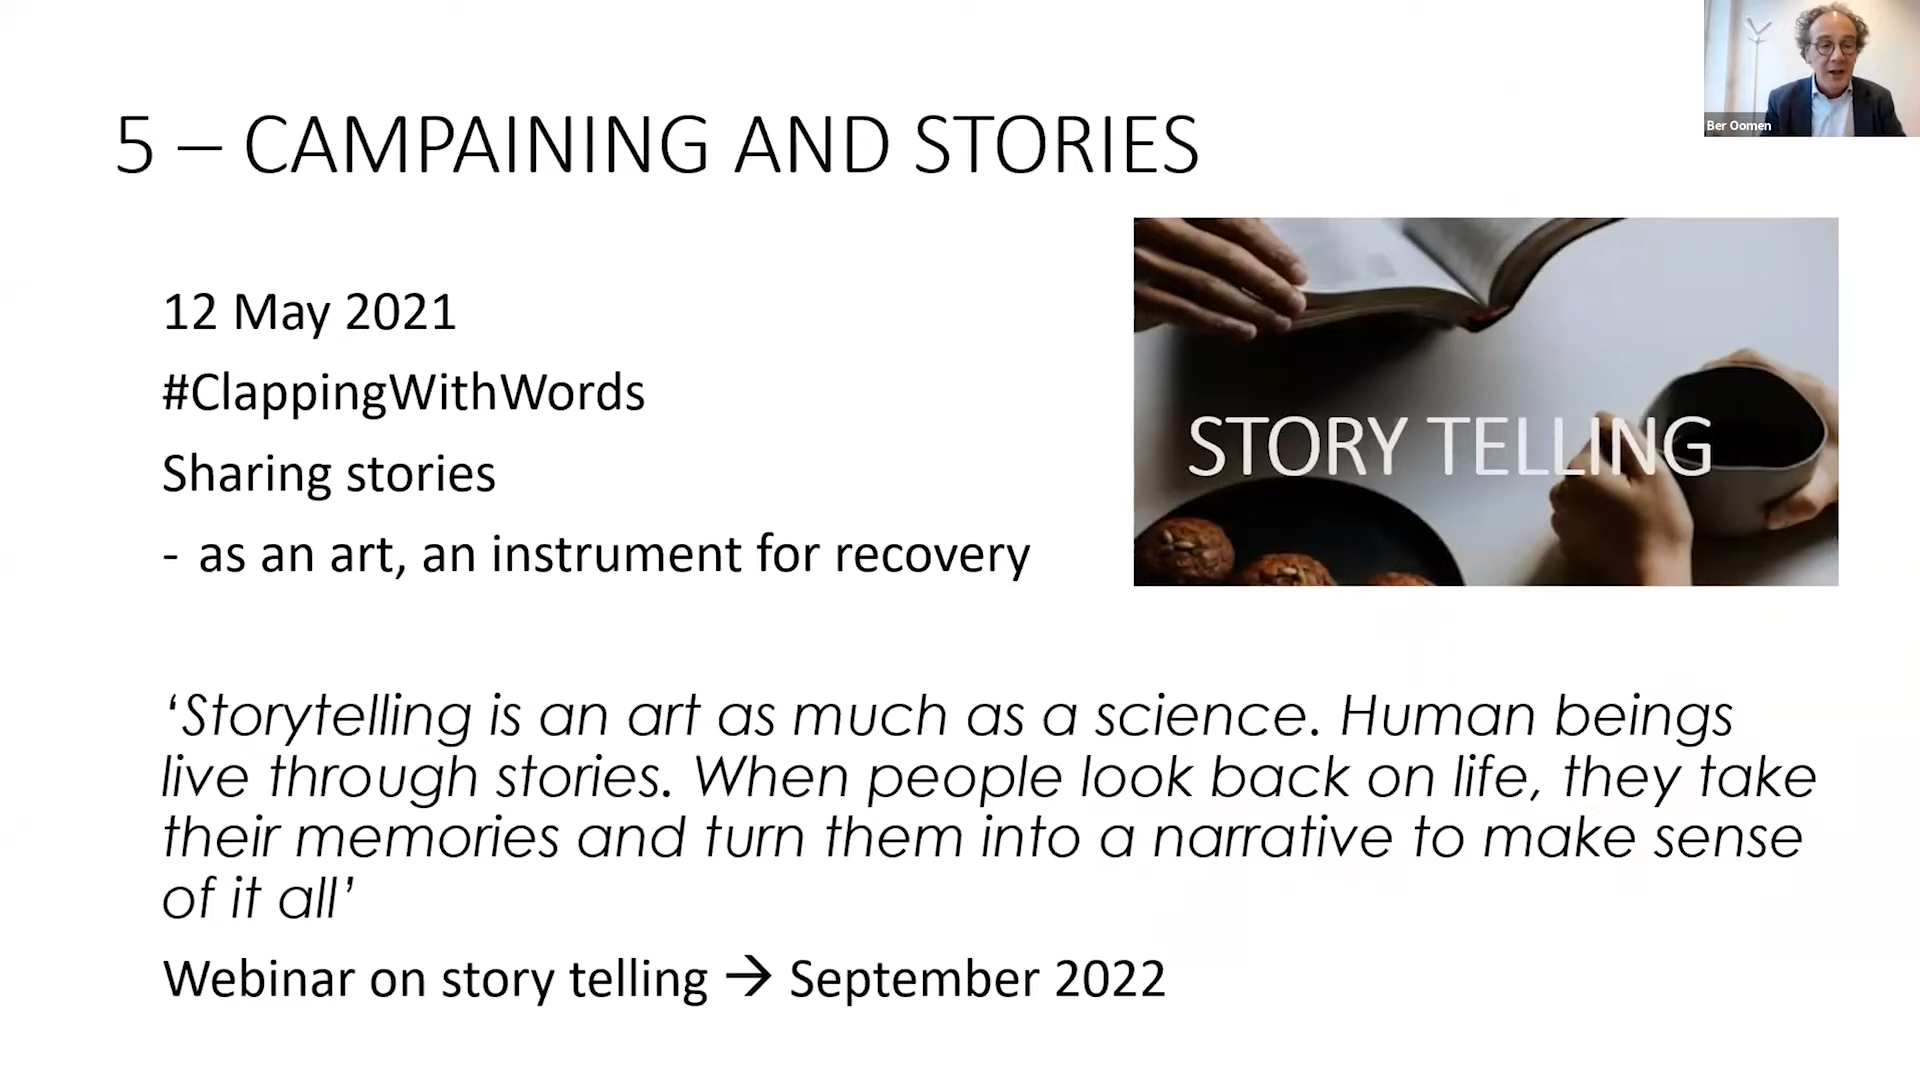 Ber Oomen
5 – CAMPAINING AND STORIES
12 May 2021
#ClappingWithWords
Sharing stories
- as an art, an instrument for recovery
STORY TELLING
‘Storytelling is an art as much as a science. Human beings
live through stories. When people look back on life, they take
their memories and turn them into a narrative to make sense
of it all’
Webinar on story telling → September 2022